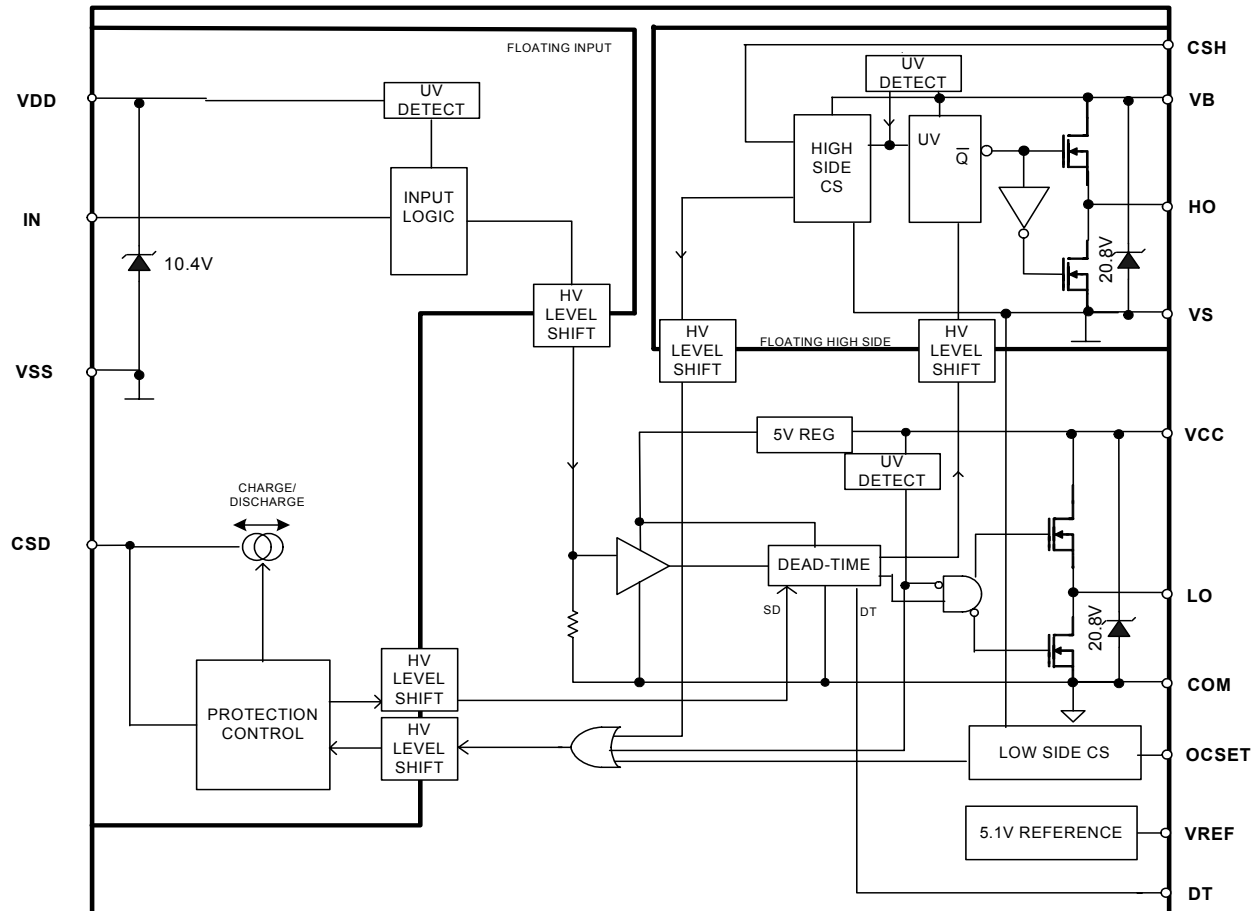 FLOATING INPUT
CSH
VDD
UV
DETECT
UV
DETECT
VB
HIGH
SIDE
CS
UV
Q
INPUT
LOGIC
IN
HO
10.4V
20.8V
HV
LEVEL
SHIFT
VS
HV
LEVEL
SHIFT
FLOATING HIGH SIDE
HV
LEVEL
SHIFT
VSS
5V REG
VCC
UV
DETECT
CHARGE/
DISCHARGE
CSD
DEAD-TIME
SD
DT
LO
20.8V
HV
LEVEL
SHIFT
COM
PROTECTION
CONTROL
HV
LEVEL
SHIFT
LOW SIDE CS
OCSET
5.1V REFERENCE
VREF
DT